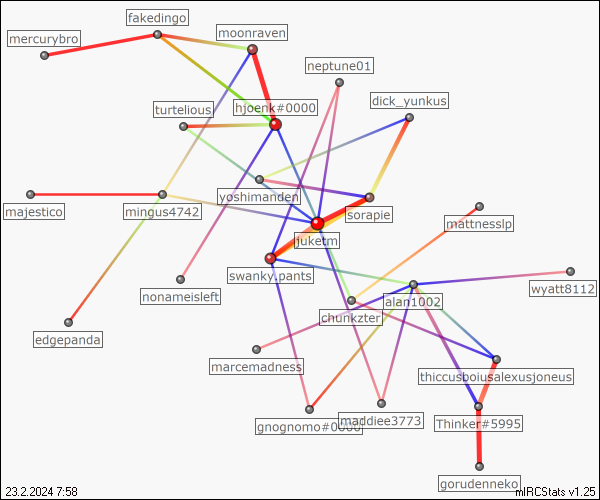 fakedingo
mercurybro
moonraven
neptune01
dick_yunkus
turtelious
hjoenk#0000
yoshimanden
sorapie
majestico
mingus4742
mattnesslp
juketm
swanky.pants
wyatt8112
nonameisleft
alan1002
chunkzter
edgepanda
marcemadness
thiccusboiusalexusjoneus
gnognomo#0000
maddiee3773
Thinker#5995
gorudenneko
23.2.2024 7:58
mIRCStats v1.25